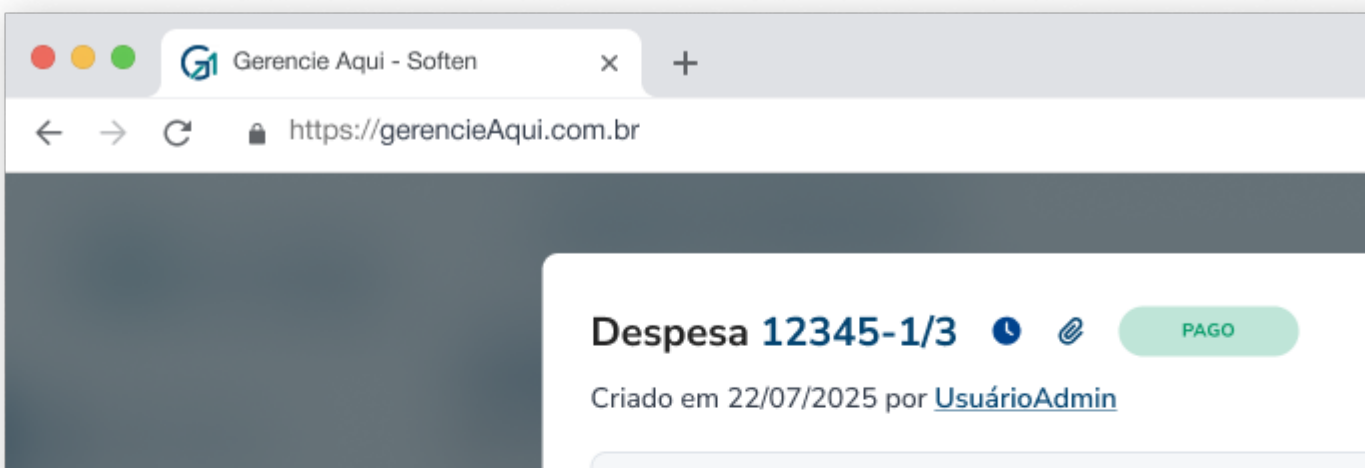 Gerencie Aqui - Soften
https://gerencieAqui.com.br
Despesa 12345-1/3 PAGO
Criado em 22/07/2025 por UsuárioAdmin